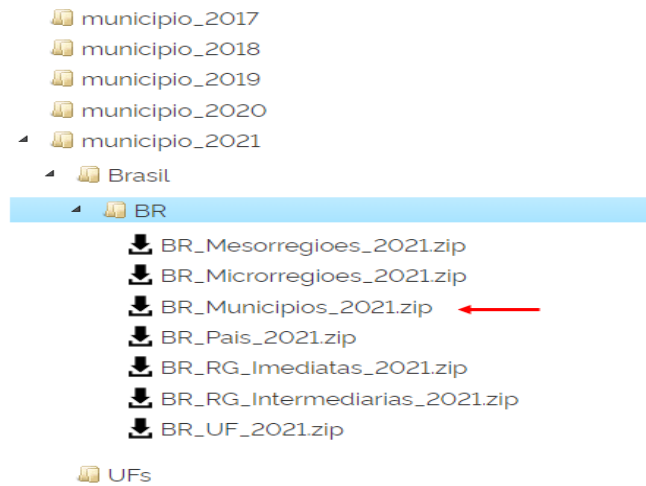 municipio_2017
municipio_2018
municipio_2019
municipio_2020
municipio_2021
Brasil
BR
BR_Mesorregioes_2021.zip
BR_Microrregioes_2021.zip
BR_Municipios_2021.zip
BR_Pais_2021.zip
BR_RG_Imediatas_2021.zip
BR_RG_Intermediarias_2021.zip
BR_UF_2021.zip
UFs